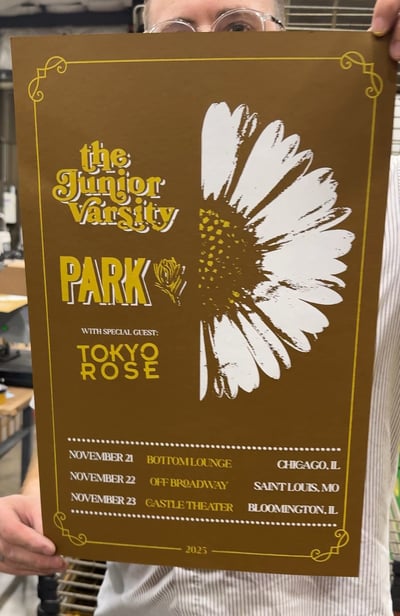 the
Junior
Varsity
PARK
WITH SPECIAL GUEST:
TOKYO
ROSE
NOVEMBER 21 BOTTOM LOUNGE CHICAGO, IL
NOVEMBER 22 OFF BROADWAY SAINT LOUIS, MO
NOVEMBER 23 CASTLE THEATER BLOOMINGTON, IL
2025